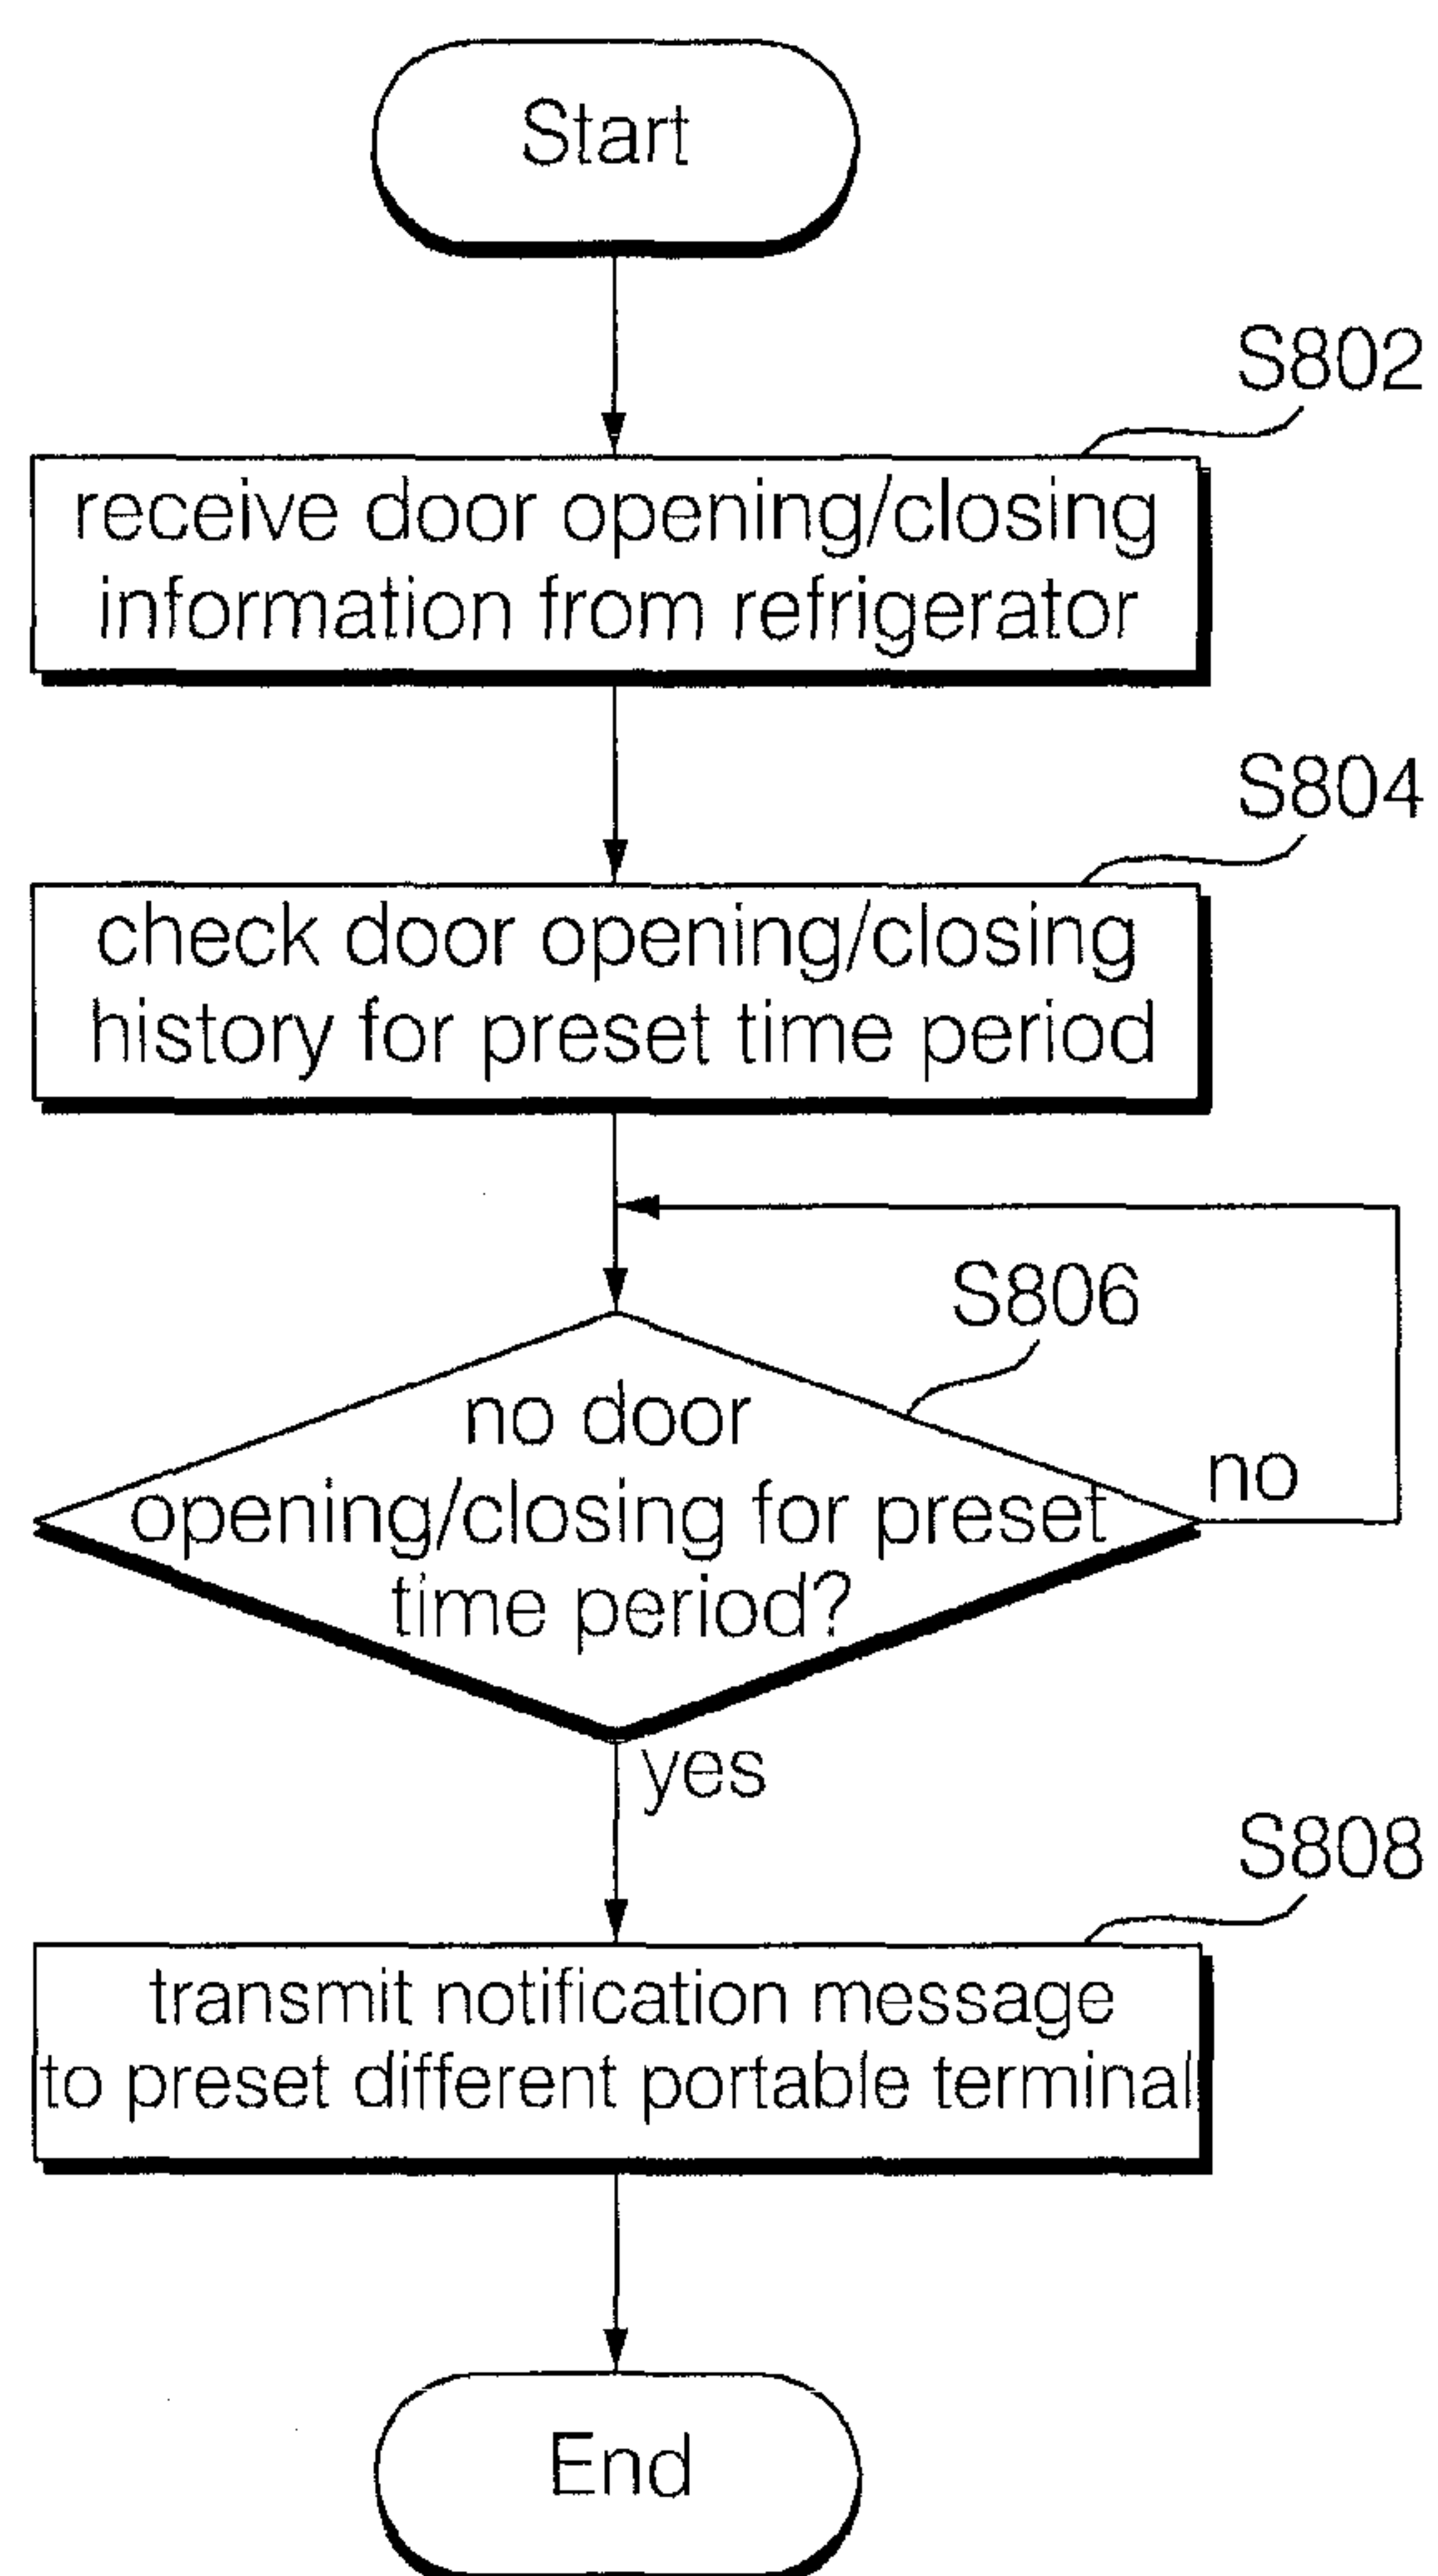 Start
S802
receive door opening/closing
information from refrigerator
S804
check door opening/closing
history for preset time period
S806
no door
opening/closing for preset
time period?
no
yes
S808
transmit notification message
to preset different portable terminal
End